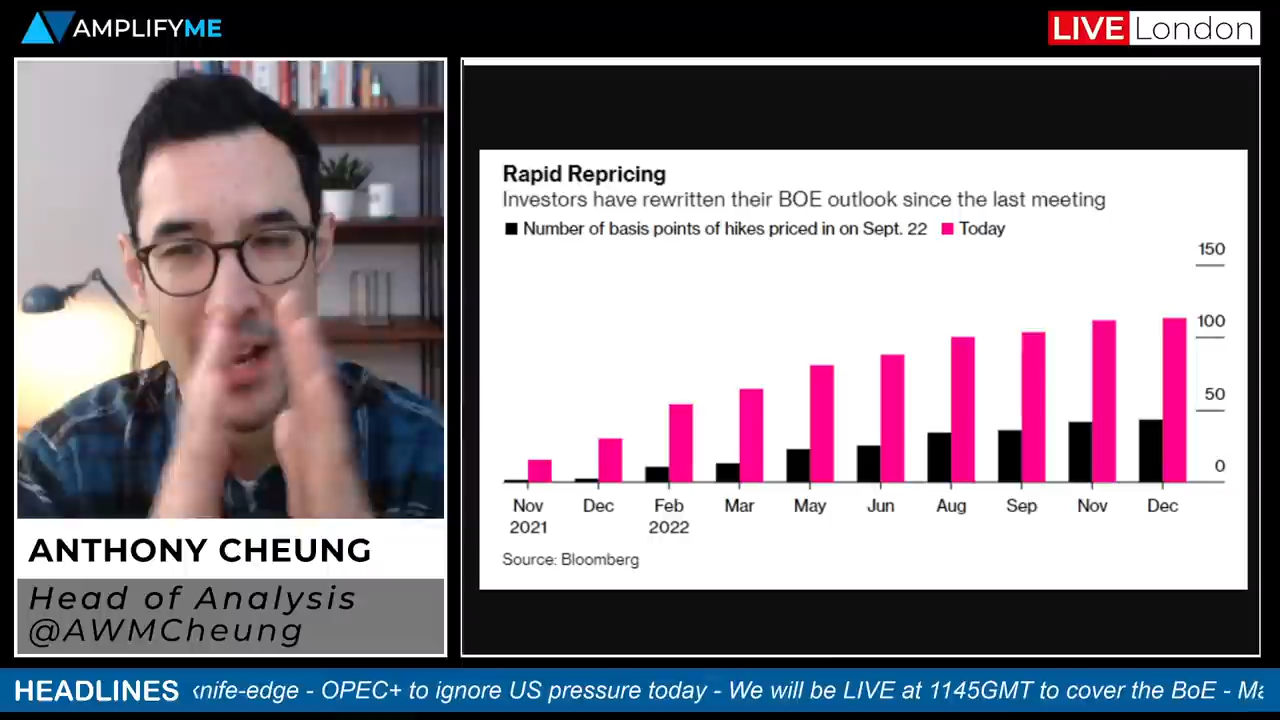 AMPLIFYME
LIVE London
Rapid Repricing
Investors have rewritten their BOE outlook since the last meeting
Number of basis points of hikes priced in on Sept. 22 Today
150
100
50
0
Nov Dec Feb Mar May Jun Aug Sep Nov Dec
2021 2022
Source: Bloomberg
ANTHONY CHEUNG
Head of Analysis
@AWMCheung
HEADLINES nife-edge - OPEC+ to ignore US pressure today - We will be LIVE at 1145GMT to cover the BoE -